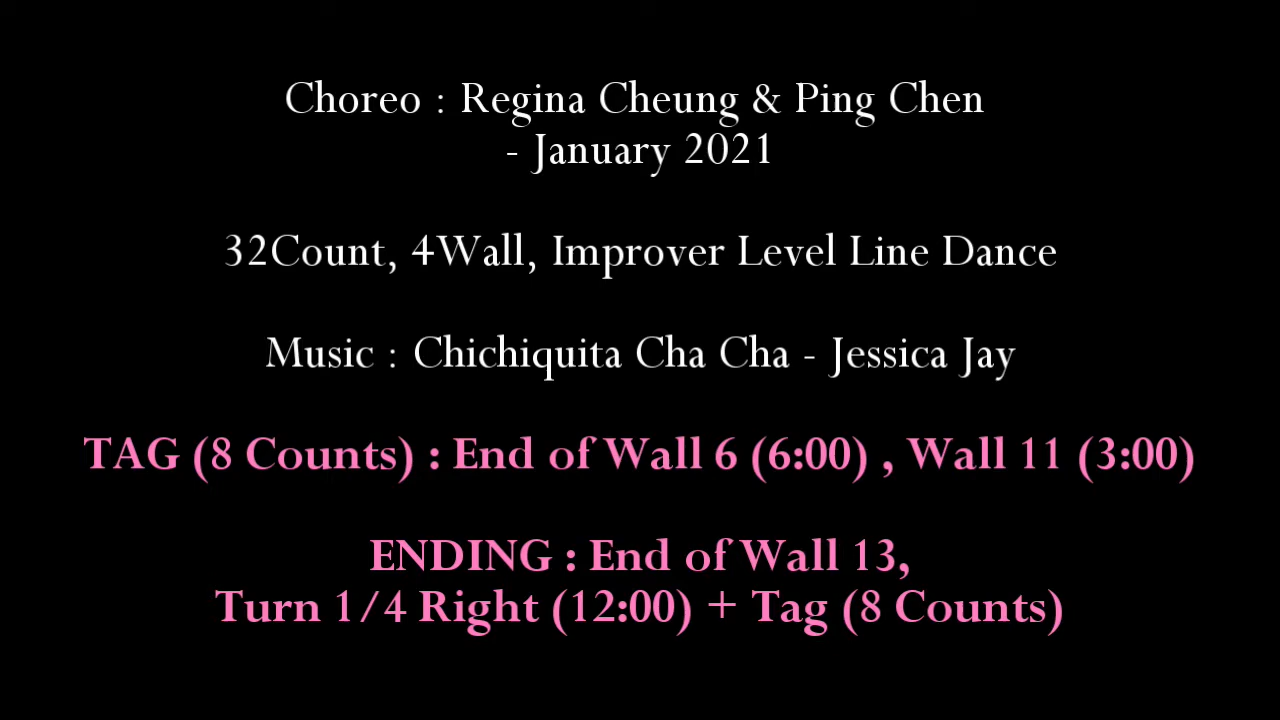 Choreo : Regina Cheung & Ping Chen
- January 2021
32Count, 4Wall, Improver Level Line Dance
Music : Chichiquita Cha Cha - Jessica Jay
TAG (8 Counts) : End of Wall 6 (6:00) , Wall 11 (3:00)
ENDING : End of Wall 13,
Turn 1/4 Right (12:00) + Tag (8 Counts)